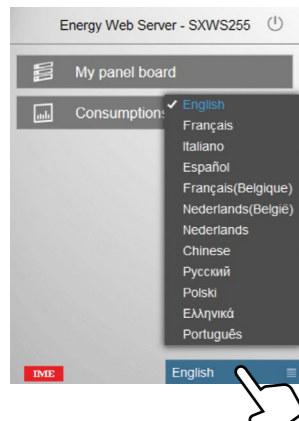 Energy Web Server - SXWS255
My panel board
Consumptions
English
Français
Italiano
Español
Français(Belgique)
Nederlands(België)
Nederlands
Chinese
Русский
Polski
Ελληνικά
Português
IME
English